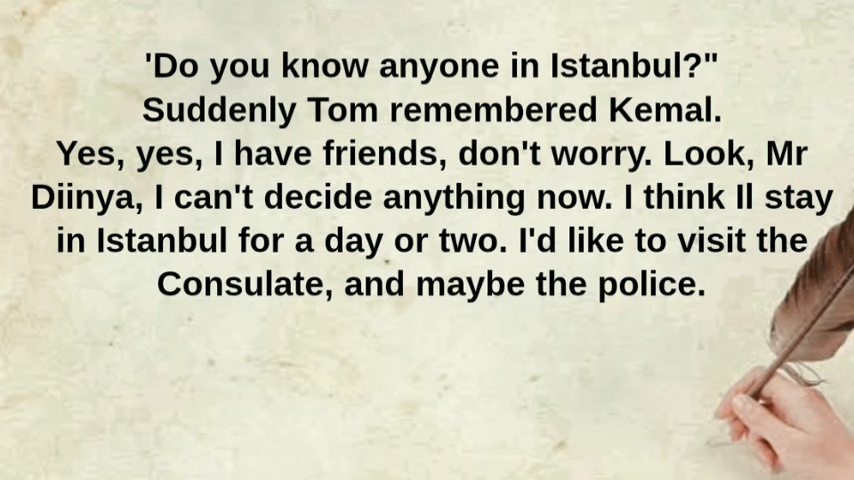 'Do you know anyone in Istanbul?"
Suddenly Tom remembered Kemal.
Yes, yes, I have friends, don't worry. Look, Mr
Diinya, I can't decide anything now. I think Il stay
in Istanbul for a day or two. I'd like to visit the
Consulate, and maybe the police.